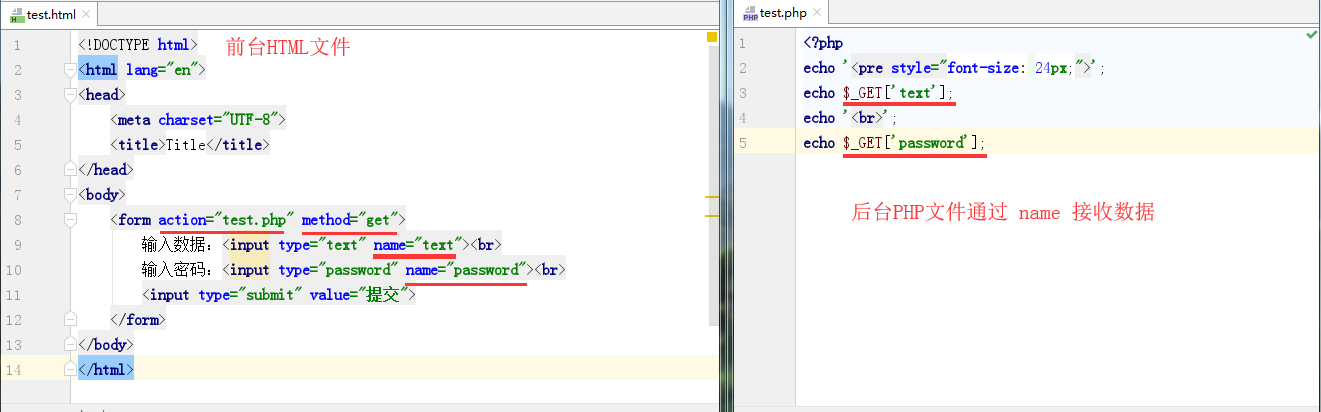 test.html
1 <!DOCTYPE html> 前台HTML文件
2 <html lang="en">
3 <head>
4 <meta charset="UTF-8">
5 <title>Title</title>
6 </head>
7 <body>
8 <form action="test.php" method="get">
9 输入数据: <input type="text" name="text"><br>
10 输入密码: <input type="password" name="password"><br>
11 <input type="submit" value="提交">
12 </form>
13 </body>
14 </html>
PHP test.php
1 <?php
2 echo '<pre style="font-size: 24px;">';
3 echo $_GET['text'];
4 echo '<br>';
5 echo $_GET['password'];
后台PHP文件通过 name 接收数据